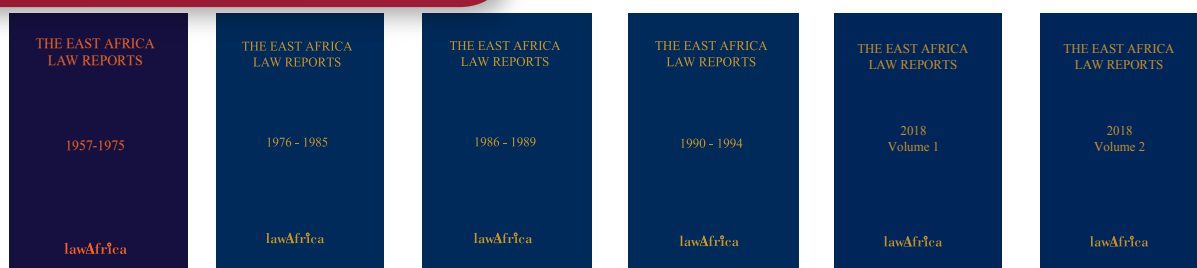 THE EAST AFRICA
LAW REPORTS
1957-1975
lawAfrica
THE EAST AFRICA
LAW REPORTS
1976 - 1985
lawAfrica
THE EAST AFRICA
LAW REPORTS
1986 - 1989
lawAfrica
THE EAST AFRICA
LAW REPORTS
1990 - 1994
lawAfrica
THE EAST AFRICA
LAW REPORTS
2018
Volume 1
lawAfrica
THE EAST AFRICA
LAW REPORTS
2018
Volume 2
lawAfrica